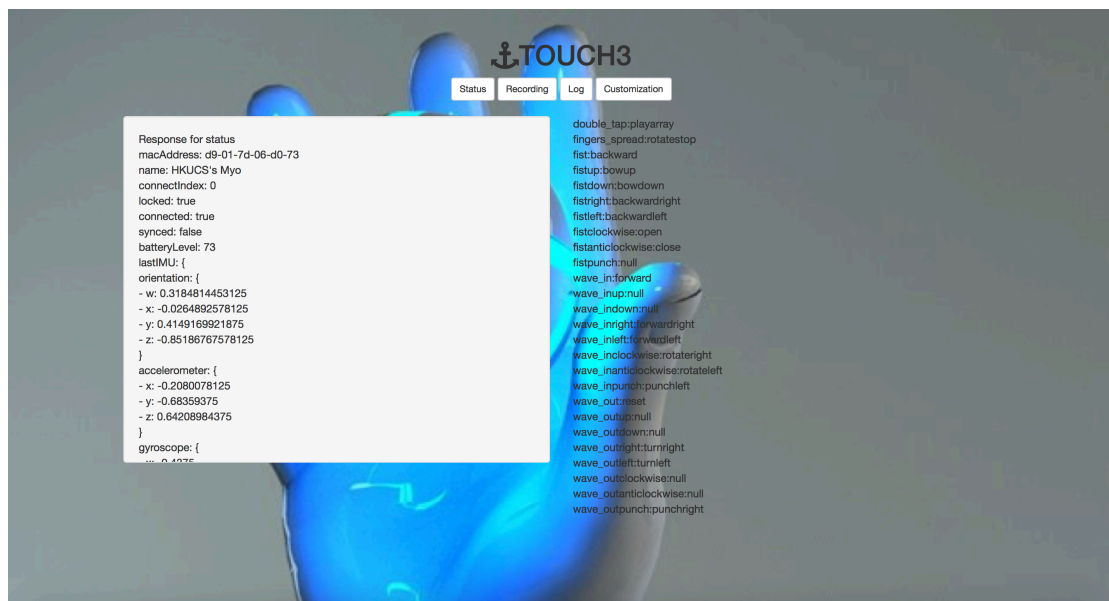 TOUCH3
Status Recording Log Customization
Response for status
macAddress: d9-01-7d-06-d0-73
name: HKUCS's Myo
connectIndex: 0
locked: true
connected: true
synced: false
batteryLevel: 73
lastIMU: {
orientation: {
- w: 0.3184814453125
- x: -0.0264892578125
- y: 0.4149169921875
- z: -0.85186767578125
}
accelerometer: {
- x: -0.2080078125
- y: -0.68359375
- z: 0.64208984375
}
gyroscope: {
double_tap:playarray
fingers_spread:rotatestop
fist:backward
fistup:bowup
fistdown:bowdown
fistright:backwardright
fistleft:backwardleft
fistclockwise:open
fistanticlockwise:close
fistpunch:null
wave_in:forward
wave_inup:null
wave_indown:null
wave_inright:forwardright
wave_inleft:forwardleft
wave_inclockwise:rotateright
wave_inanticlockwise:rotateleft
wave_inpunch:punchleft
wave_out:reset
wave_outup:null
wave_outdown:null
wave_outright:turnright
wave_outleft:turnleft
wave_outclockwise:null
wave_outanticlockwise:null
wave_outpunch:punchright